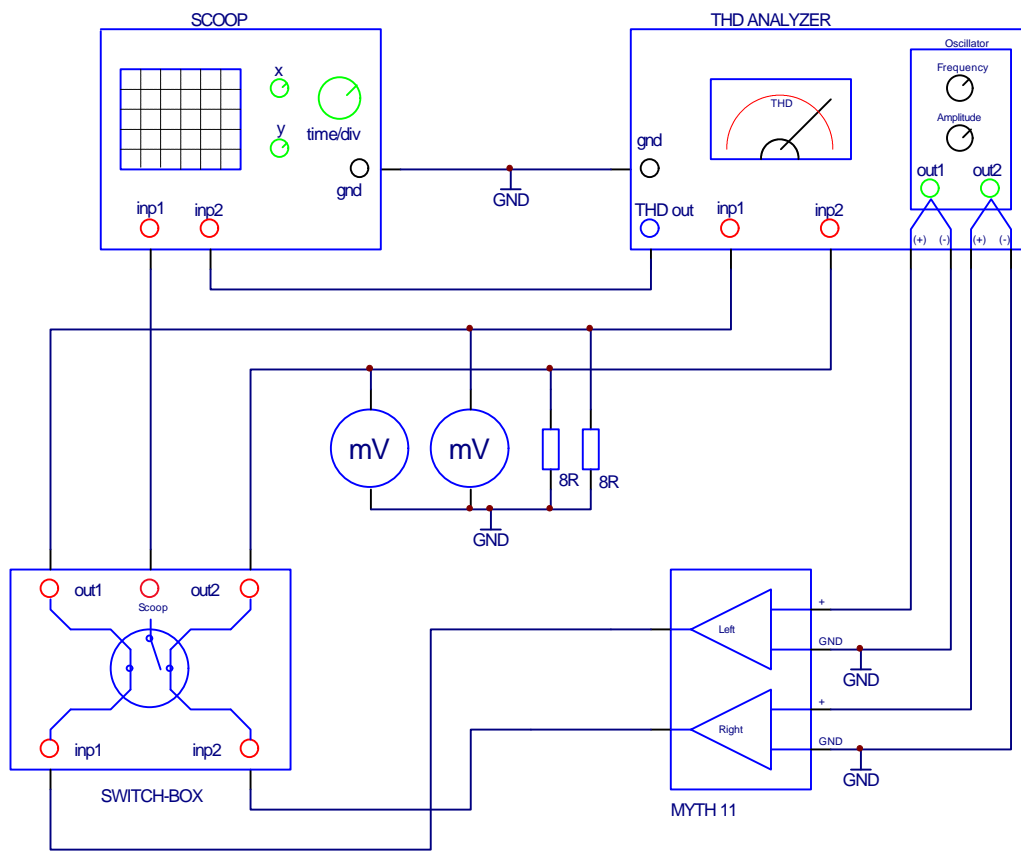 SCOOP
THD ANALYZER
Oscillator
x
Frequency
THD
y
time/div
Amplitude
gnd
gnd
out1
out2
GND
inp1
inp2
THD out
inp1
inp2
(+)
(-)
(+)
(-)
mV
mV
8R
8R
GND
out1
out2
Scoop
+
Left
GND
GND
+
Right
GND
GND
inp1
inp2
SWITCH-BOX
MYTH 11